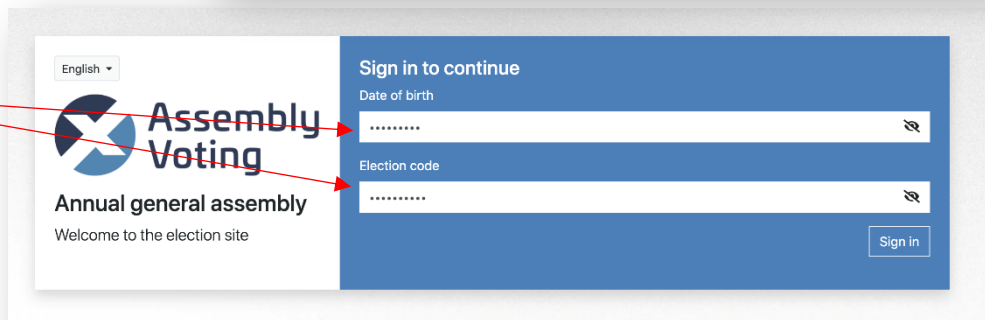 English
Assembly
Voting
Annual general assembly
Welcome to the election site
Sign in to continue
Date of birth
•••••••••
Election code
••••••••••
Sign in